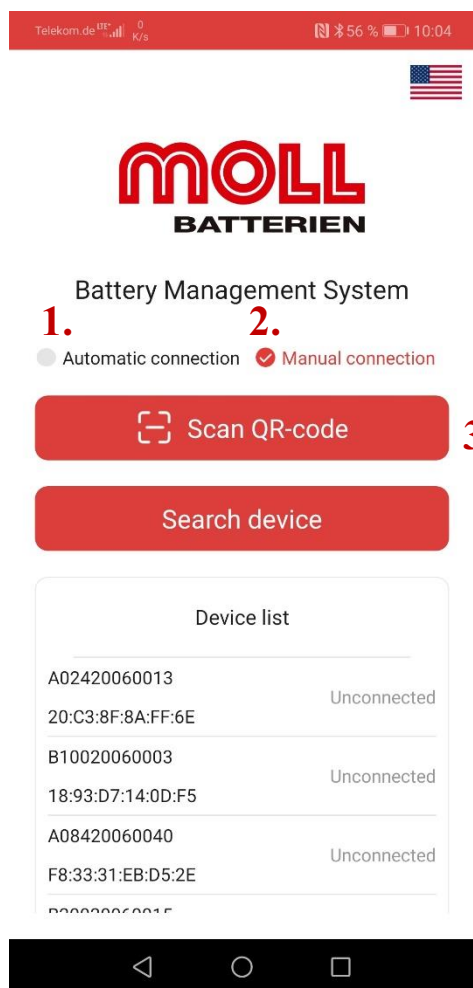 Telekom.de LTE 0 K/s 56 % 10:04
MOLL
BATTERIEN
Battery Management System
1. 2.
Automatic connection Manual connection
Scan QR-code
3
Search device
Device list
A02420060013
Unconnected
20:C3:8F:8A:FF:6E
B10020060003
Unconnected
18:93:D7:14:0D:F5
A08420060040
Unconnected
F8:33:31:EB:D5:2E